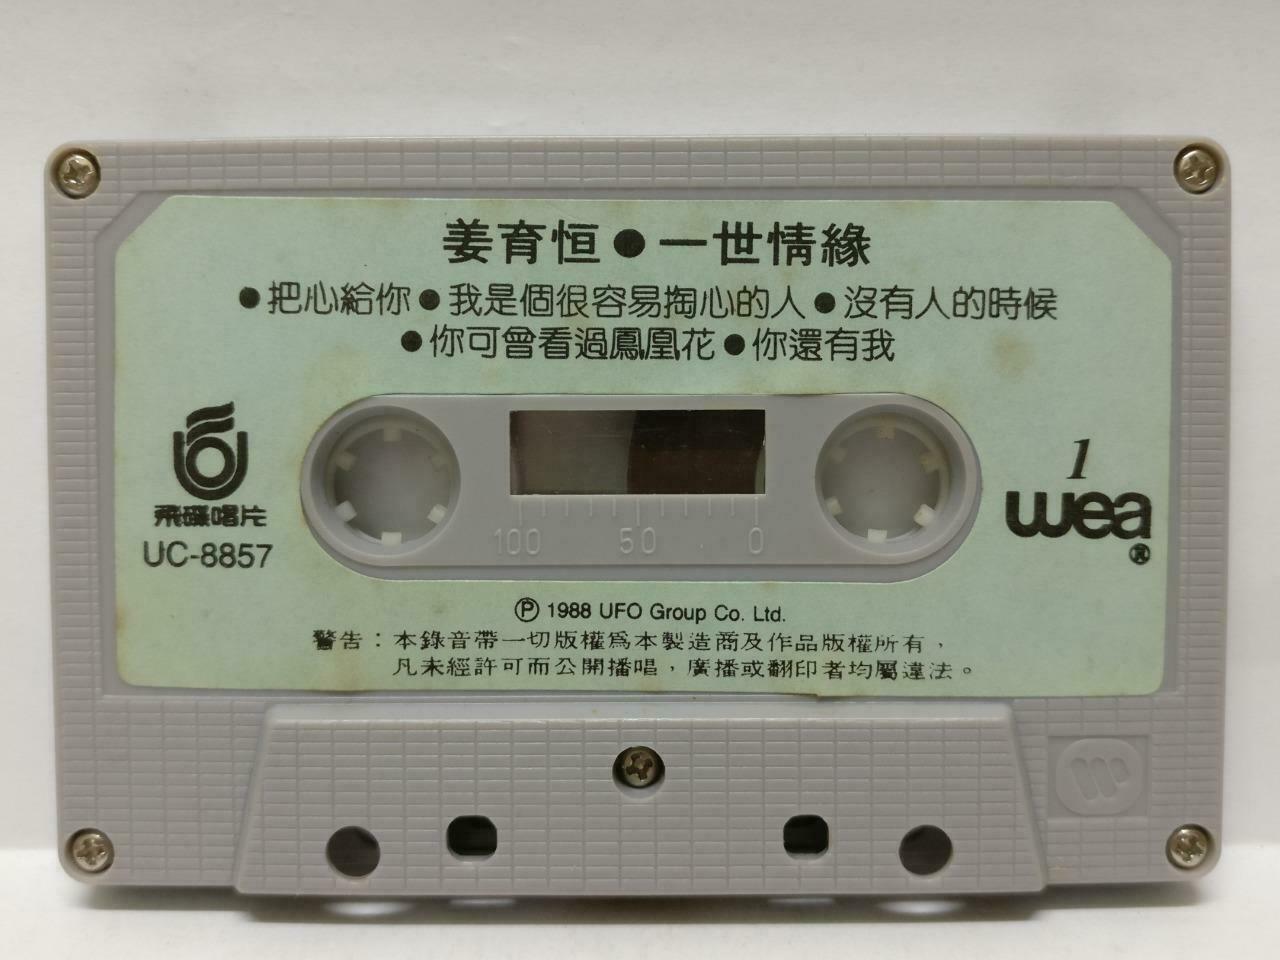 姜育恒●一世情緣
●把心給你●我是個很容易掏心的人●沒有人的時候
●你可曾看過鳳凰花●你還有我
飛碟唱片
UC-8857
1
wea
®
100 50 0
Ⓟ 1988 UFO Group Co. Ltd.
警告：本錄音帶一切版權為本製造商及作品版權所有，
凡未經許可而公開播唱，廣播或翻印者均屬違法。